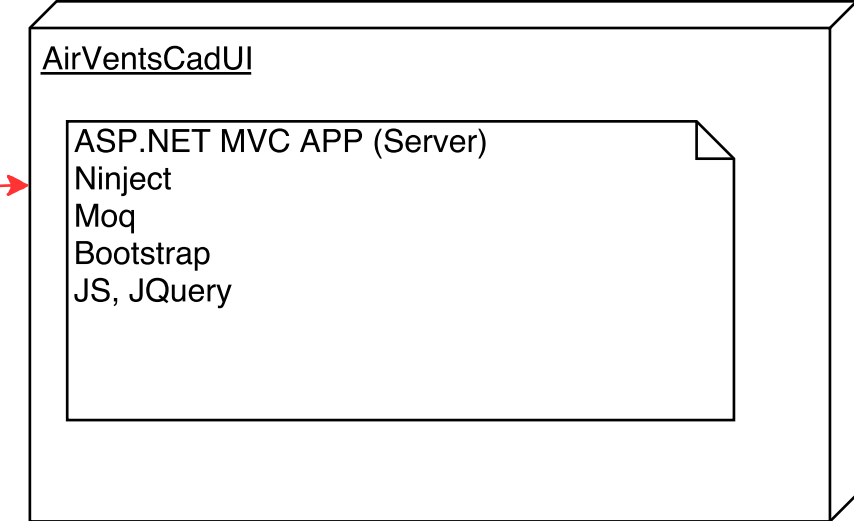 AirVentsCadUI
ASP.NET MVC APP (Server)
Ninject
Moq
Bootstrap
JS, JQuery